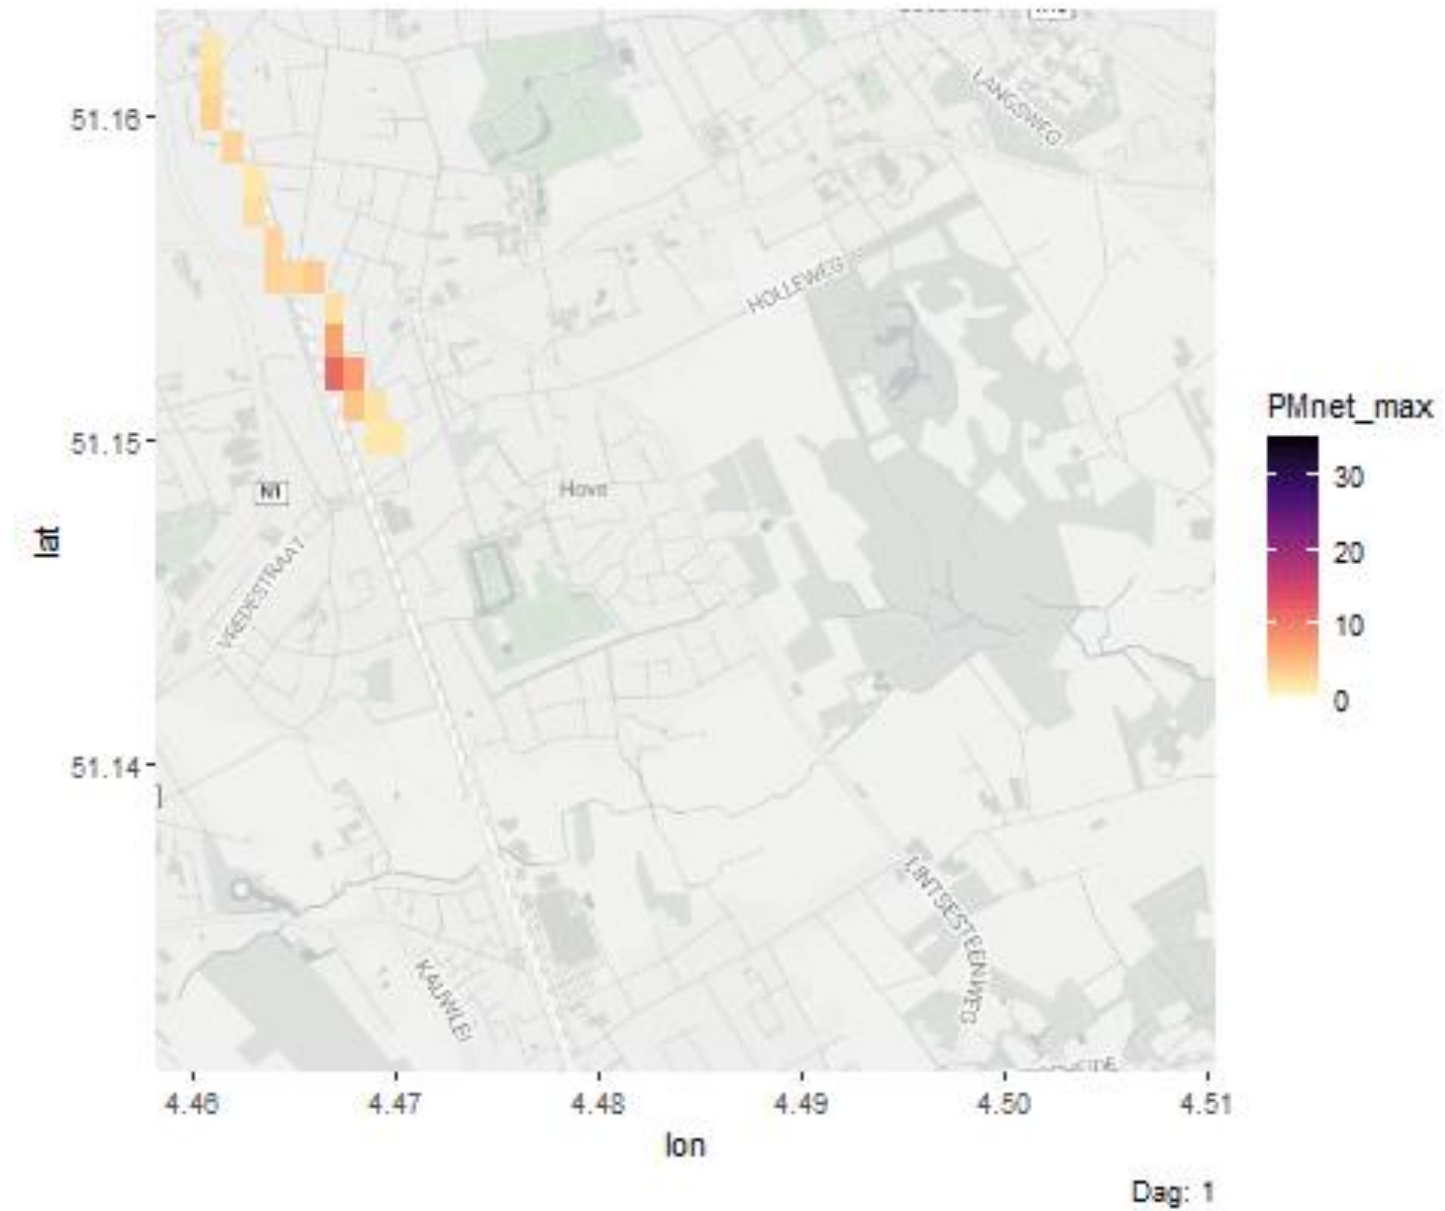 LANGSWEG
51.16
HOLLEWEG
PMnet_max
30
20
10
0
51.15
N1
Hove
lat
VREDESTRAAT
51.14
LINTSESTEENWEG
KAUWLEI
4.46
4.47
4.48
4.49
4.50
4.51
lon
Dag: 1